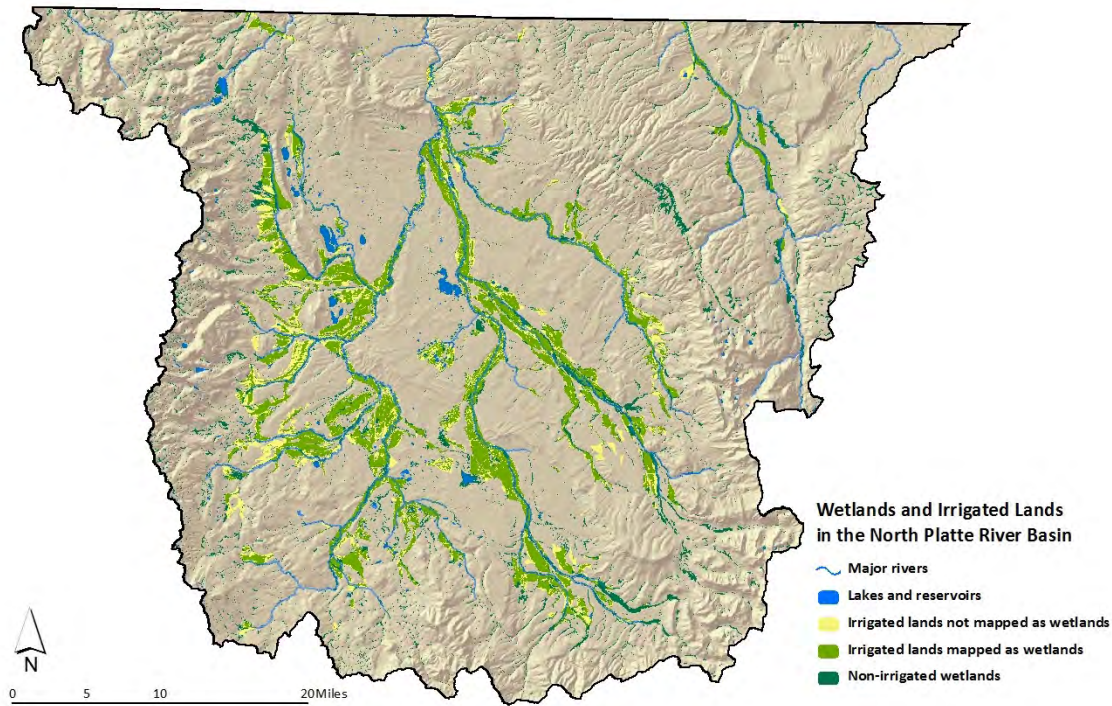 Wetlands and Irrigated Lands
in the North Platte River Basin
Major rivers
Lakes and reservoirs
Irrigated lands not mapped as wetlands
Irrigated lands mapped as wetlands
Non-irrigated wetlands
N
0 5 10 20Miles